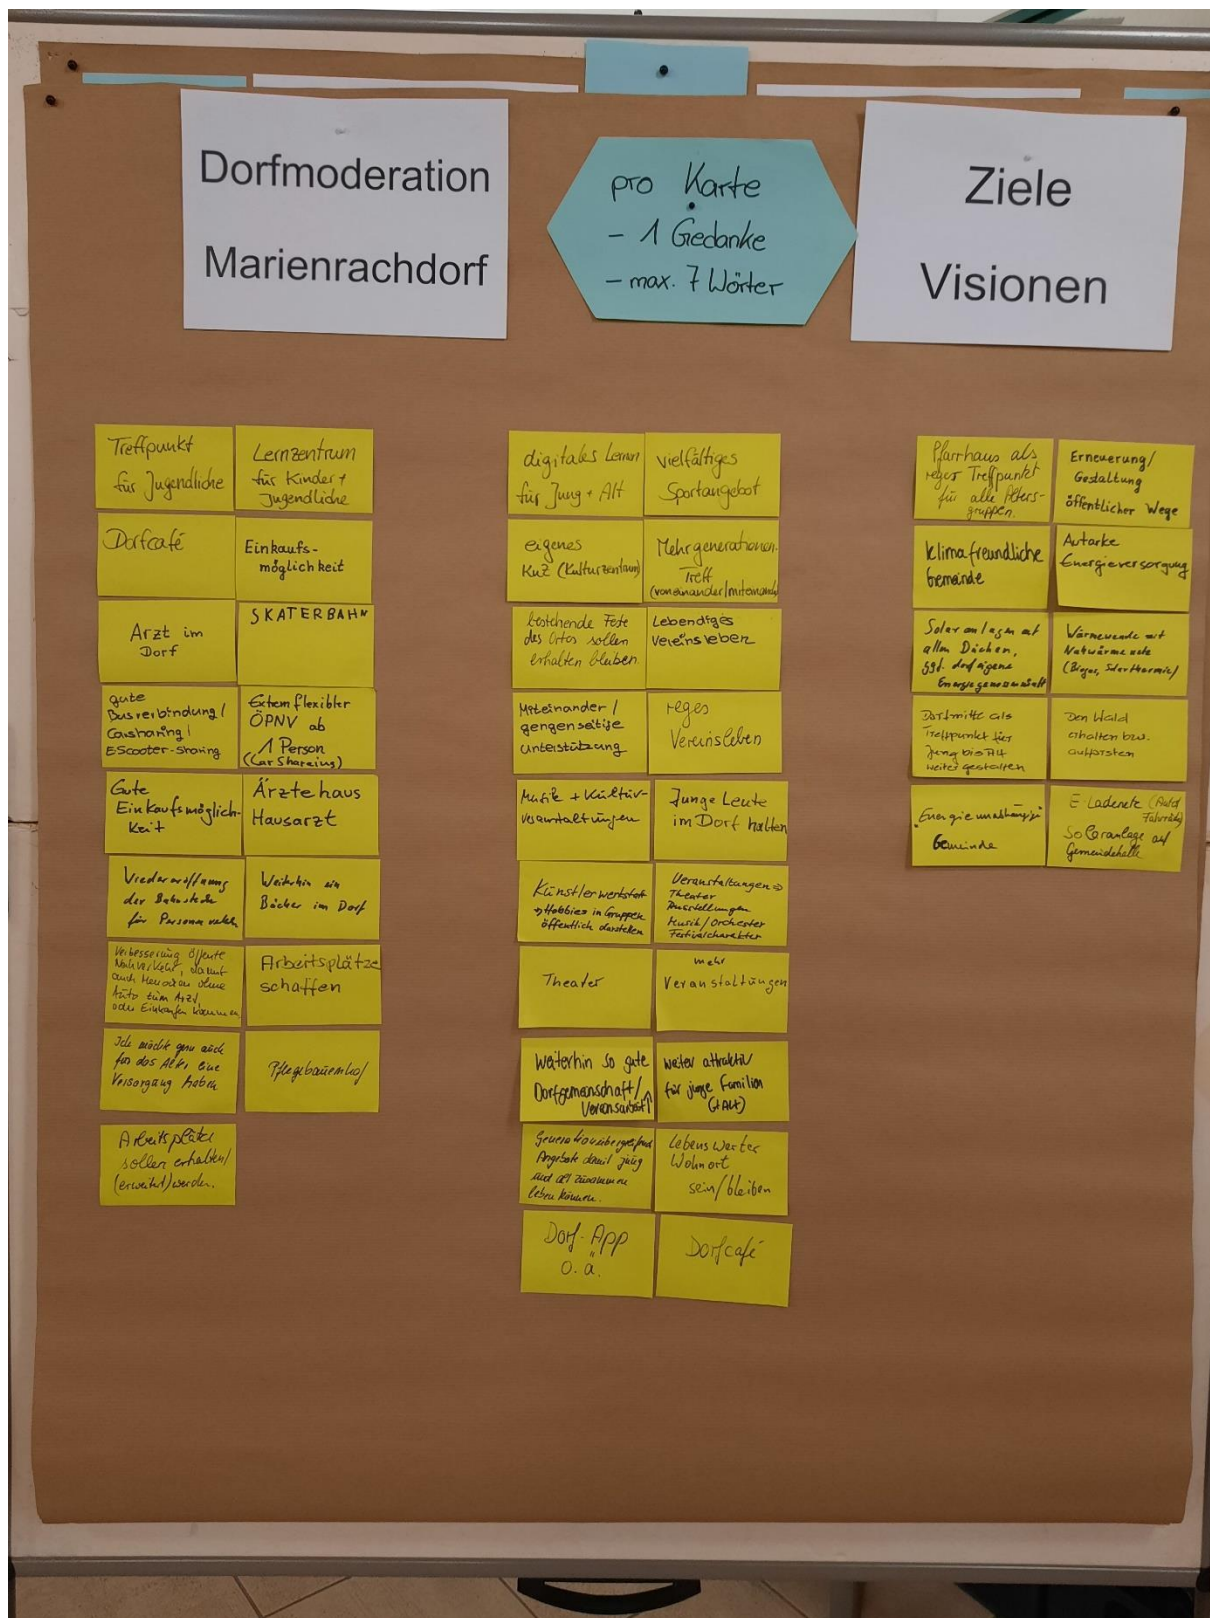 Dorfmoderation
Marienrachdorf
pro Karte
- 1 Gedanke
- max. 7 Wörter
Ziele
Visionen
Treffpunkt
für Jugendliche
Lernzentrum
für Kinder +
Jugendliche
Dorfcafé
Einkaufs-
möglichkeit
Arzt im
Dorf
SKATERBAHN
gute
Busverbindung/
Carsharing/
EScooter-Sharing
Extrem flexibler
ÖPNV ab
1 Person
(Car Sharing)
Gute
Einkaufsmöglich-
keit
Ärztehaus
Hausarzt
Wiedereröffnung
der Bahnstrecke
für Personen
Weiterhin ein
Bäcker im Dorf
Verbesserung öffentl
Nahverkehr, damit
auch Menschen ohne
Auto zum Arzt,
oder Einkaufen kommen
Arbeitsplätze
schaffen
Ich möchte gern auch
für das Alter eine
Versorgung haben
Pflegebauernhof
Arbeitsplätze
sollen erhalten/
(erweitert) werden.
digitales Lernen
für Jung + Alt
vielfältiges
Sportangebot
eigenes
KuZ (Kulturzentrum)
Mehrgenerationen-
Treff
(voneinander/miteinander)
bestehende Feste
des Ortes sollen
erhalten bleiben.
Lebendiges
Vereinsleben
Miteinander /
gengenseitige
Unterstützung
reges
Vereinsleben
Musik + Kultur-
veranstaltungen
Junge Leute
im Dorf halten
Künstlerwerkstatt
→ Hobbies in Gruppen
öffentlich darstellen
Veranstaltungen ⇒
Theater
Ausstellungen
Musik/Orchester
Festivalcharakter
Theater
mehr
Veranstaltungen
Weiterhin so gute
Dorfgemeinschaft/
Vereinsarbeit↑
weiter attraktiv
für junge Familien
(+Alt)
Generationsübergreifend
Angebote damit jung
und alt zusammen
leben können.
Lebenswerter
Wohnort
sein/bleiben
Dorf-App
o.ä.
Dorfcafé
Pfarrhaus als
reger Treffpunkt
für alle Alters-
gruppen.
Erneuerung/
Gestaltung
öffentlicher Wege
klimafreundliche
Gemeinde
Autarke
Energieversorgung
Solaranlagen auf
allen Dächern,
ggf. dorfeigene
Energiegenossenschaft
Wärmewende mit
Nahwärmenetz
(Biogas, Solarthermie)
Dorfmitte als
Treffpunkt für
Jung bis Alt
weiter gestalten
Den Wald
erhalten bzw.
aufforsten
Energieunabhängige
Gemeinde
E-Ladenetz (Auto/
Fahrräder)
Solaranlage auf
Gemeindehalle